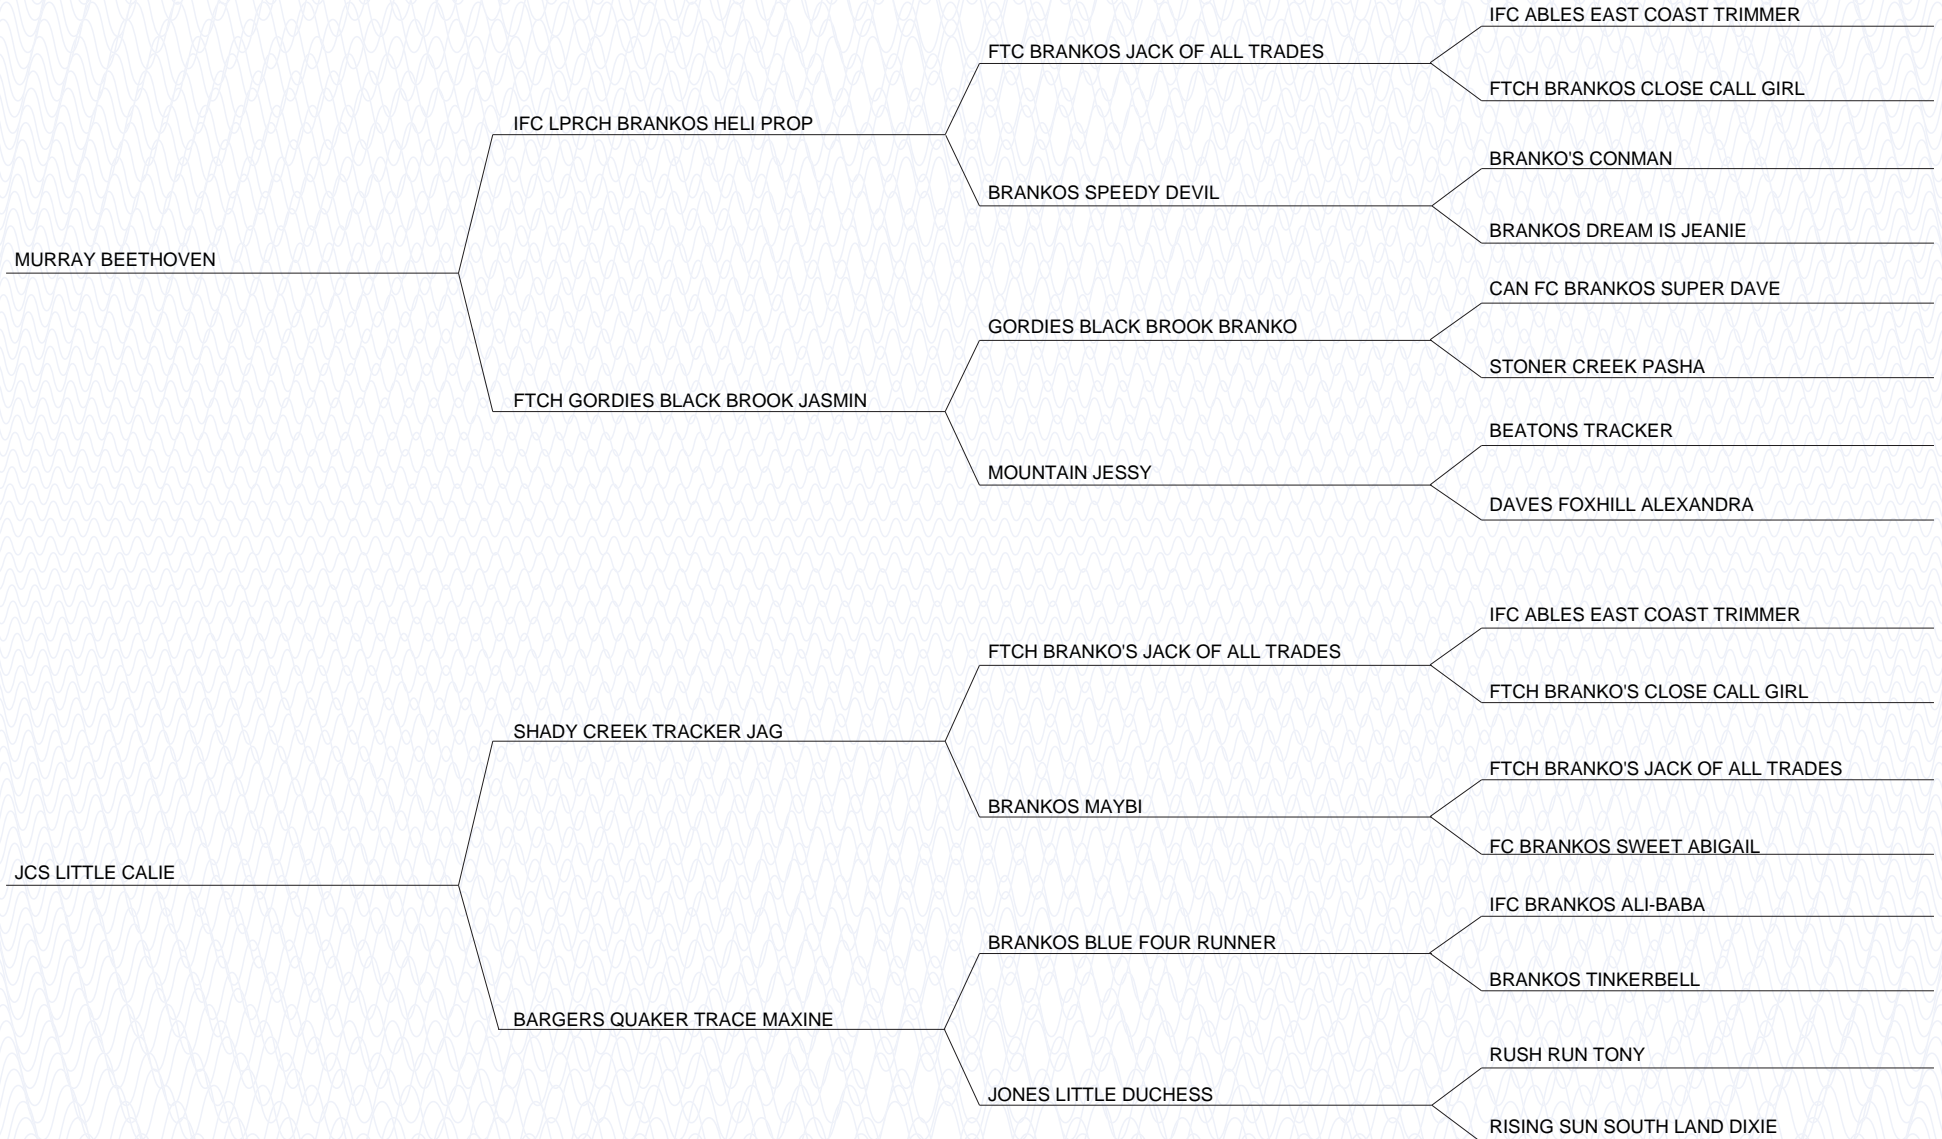 IFC ABLES EAST COAST TRIMMER
FTC BRANKOS JACK OF ALL TRADES
FTCH BRANKOS CLOSE CALL GIRL
IFC LPRCH BRANKOS HELI PROP
BRANKO'S CONMAN
BRANKOS SPEEDY DEVIL
BRANKOS DREAM IS JEANIE
MURRAY BEETHOVEN
CAN FC BRANKOS SUPER DAVE
GORDIES BLACK BROOK BRANKO
STONER CREEK PASHA
FTCH GORDIES BLACK BROOK JASMIN
BEATONS TRACKER
MOUNTAIN JESSY
DAVES FOXHILL ALEXANDRA
IFC ABLES EAST COAST TRIMMER
FTCH BRANKO'S JACK OF ALL TRADES
FTCH BRANKO'S CLOSE CALL GIRL
SHADY CREEK TRACKER JAG
FTCH BRANKO'S JACK OF ALL TRADES
BRANKOS MAYBI
FC BRANKOS SWEET ABIGAIL
JCS LITTLE CALIE
IFC BRANKOS ALI-BABA
BRANKOS BLUE FOUR RUNNER
BRANKOS TINKERBELL
BARGERS QUAKER TRACE MAXINE
RUSH RUN TONY
JONES LITTLE DUCHESS
RISING SUN SOUTH LAND DIXIE